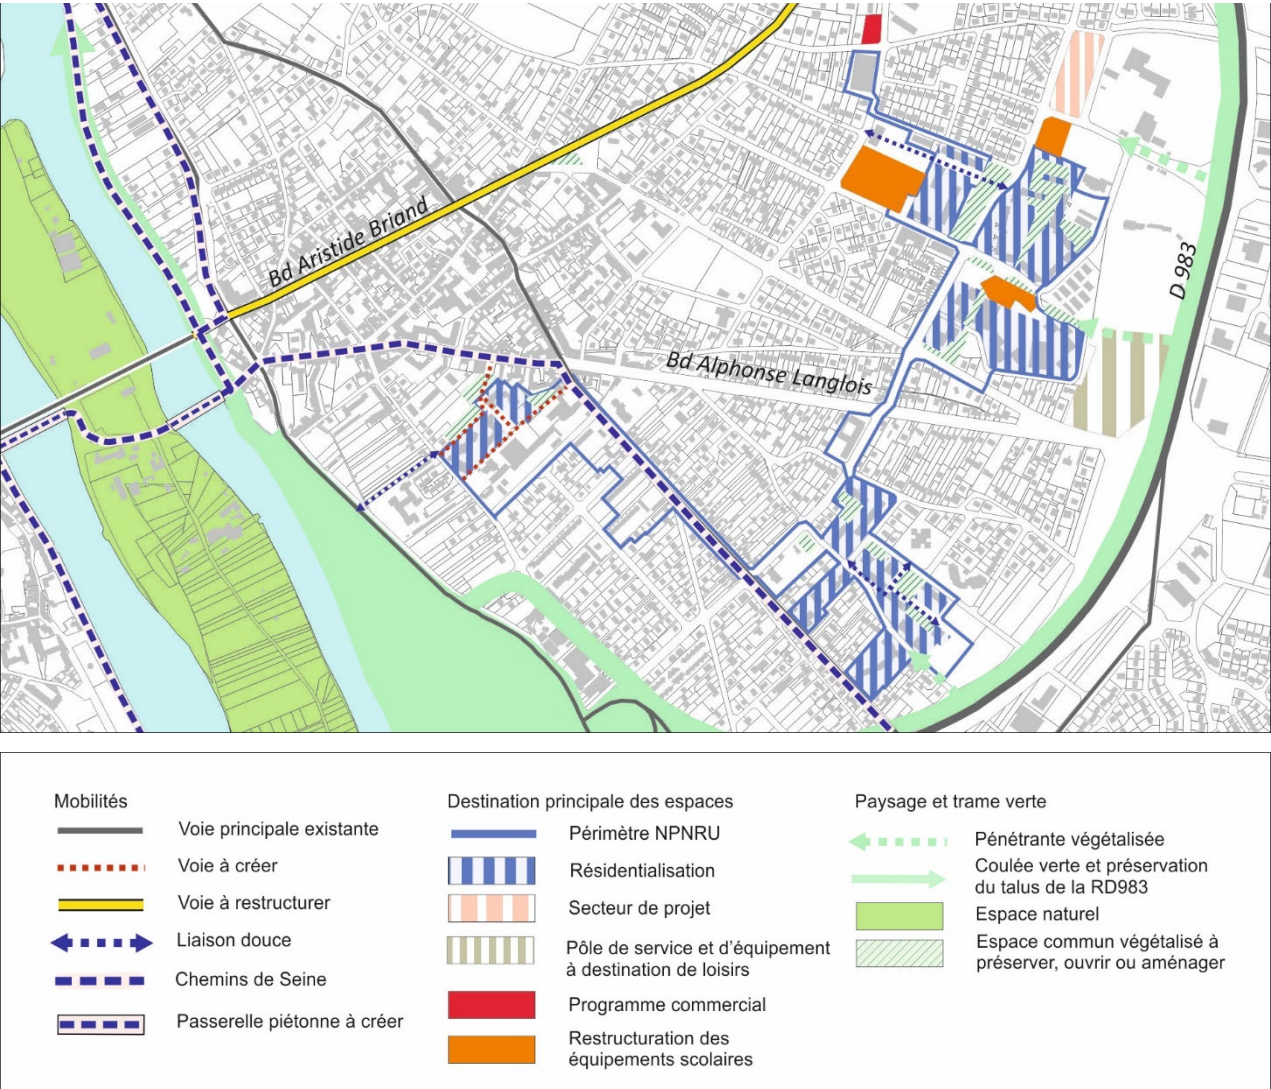 Bd Aristide Briand
D 983
Bd Alphonse Langlois
Mobilités
Voie principale existante
Voie à créer
Voie à restructurer
Liaison douce
Chemins de Seine
Passerelle piétonne à créer
Destination principale des espaces
Périmètre NPNRU
Résidentialisation
Secteur de projet
Pôle de service et d'équipement
à destination de loisirs
Programme commercial
Restructuration des
équipements scolaires
Paysage et trame verte
Pénétrante végétalisée
Coulée verte et préservation
du talus de la RD983
Espace naturel
Espace commun végétalisé à
préserver, ouvrir ou aménager